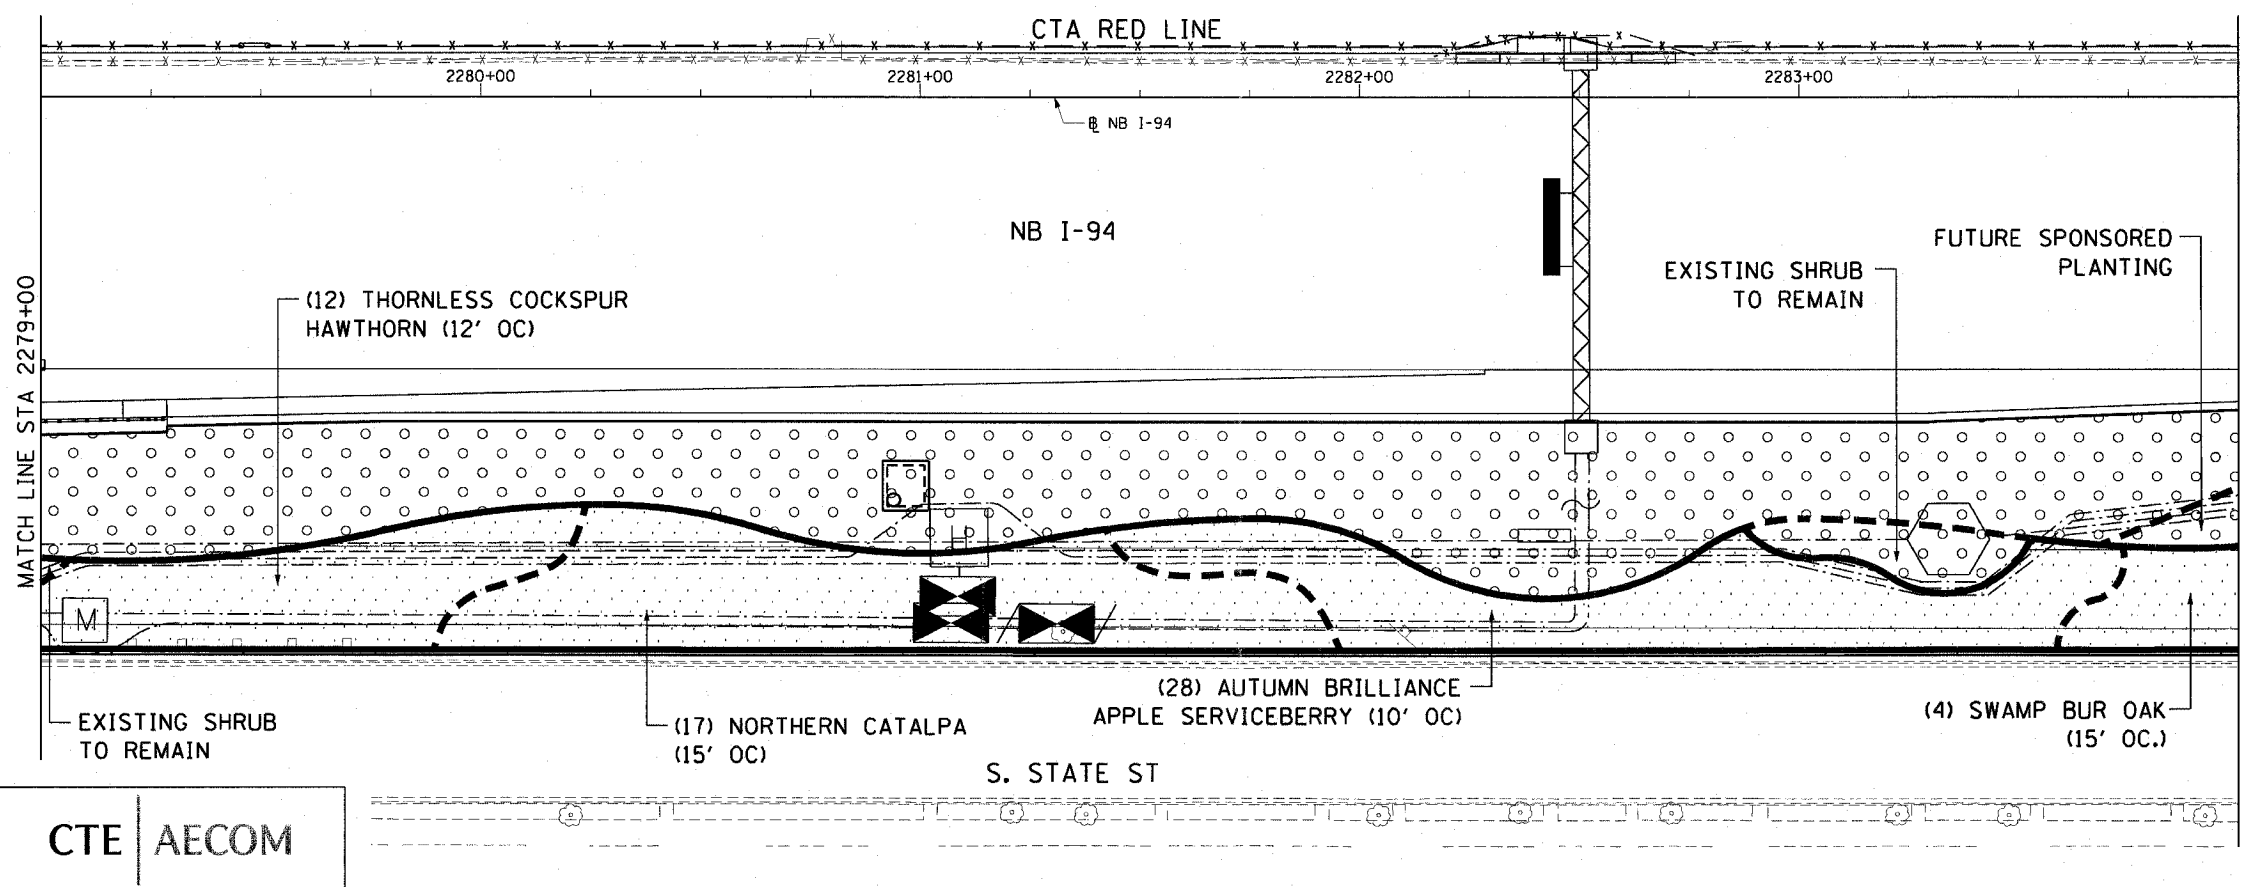 CTA RED LINE
2280+00
2281+00
2282+00
2283+00
℄ NB I-94
NB I-94
FUTURE SPONSORED
PLANTING
EXISTING SHRUB
TO REMAIN
(12) THORNLESS COCKSPUR
HAWTHORN (12' OC)
MATCH LINE STA 2279+00
H
M
(28) AUTUMN BRILLIANCE
APPLE SERVICEBERRY (10' OC)
(4) SWAMP BUR OAK
(15' OC.)
EXISTING SHRUB
TO REMAIN
(17) NORTHERN CATALPA
(15' OC)
S. STATE ST
CTE | AECOM